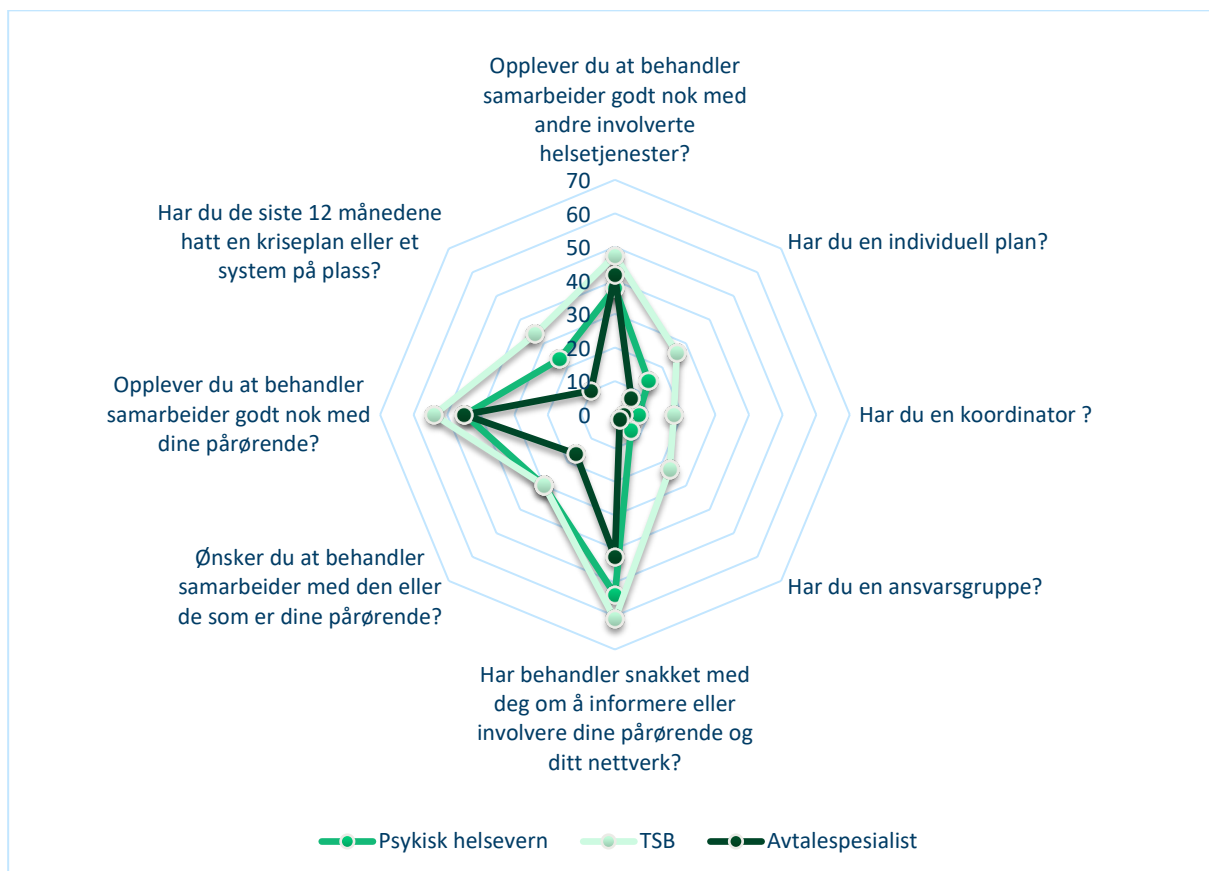 Opplever du at behandler
samarbeider godt nok med
andre involverte
helsetjenester?
Har du en individuell plan?
Har du en koordinator ?
Har du en ansvarsgruppe?
Har behandler snakket med
deg om å informere eller
involvere dine pårørende og
ditt nettverk?
Ønsker du at behandler
samarbeider med den eller
de som er dine pårørende?
Opplever du at behandler
samarbeider godt nok med
dine pårørende?
Har du de siste 12 månedene
hatt en kriseplan eller et
system på plass?
70
60
50
40
30
20
10
0
Psykisk helsevern
TSB
Avtalespesialist